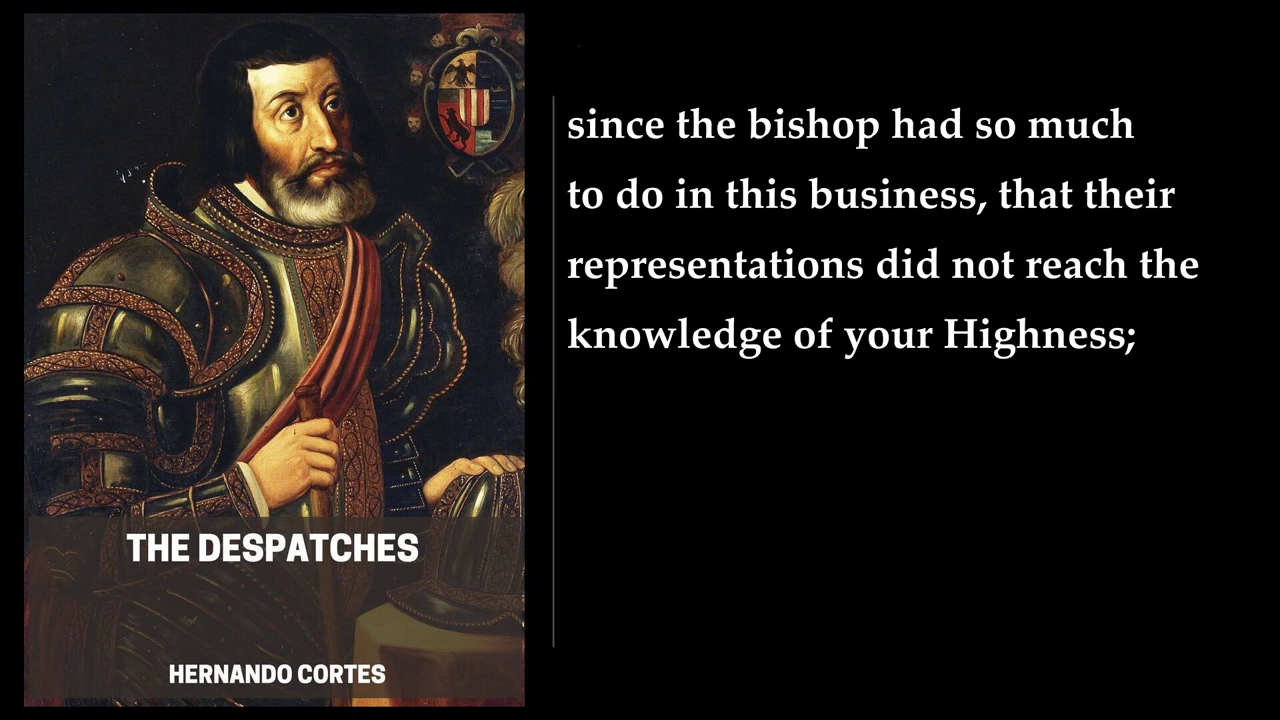 since the bishop had so much
to do in this business, that their
representations did not reach the
knowledge of your Highness;
THE DESPATCHES
HERNANDO CORTES